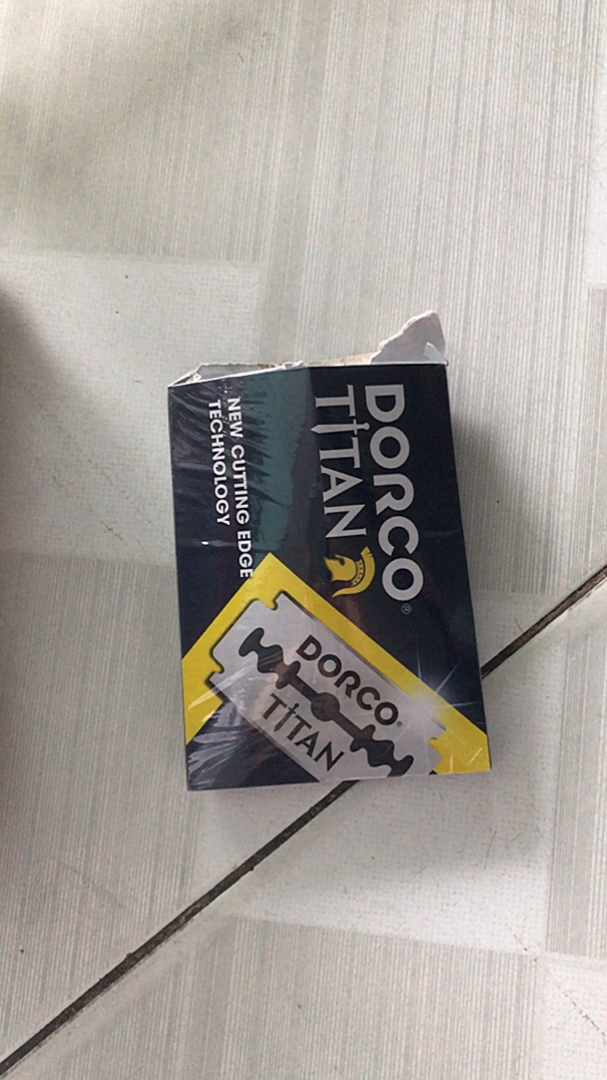 DORCO®
TITAN
NEW CUTTING EDGE
TECHNOLOGY
DORCO®
TITAN